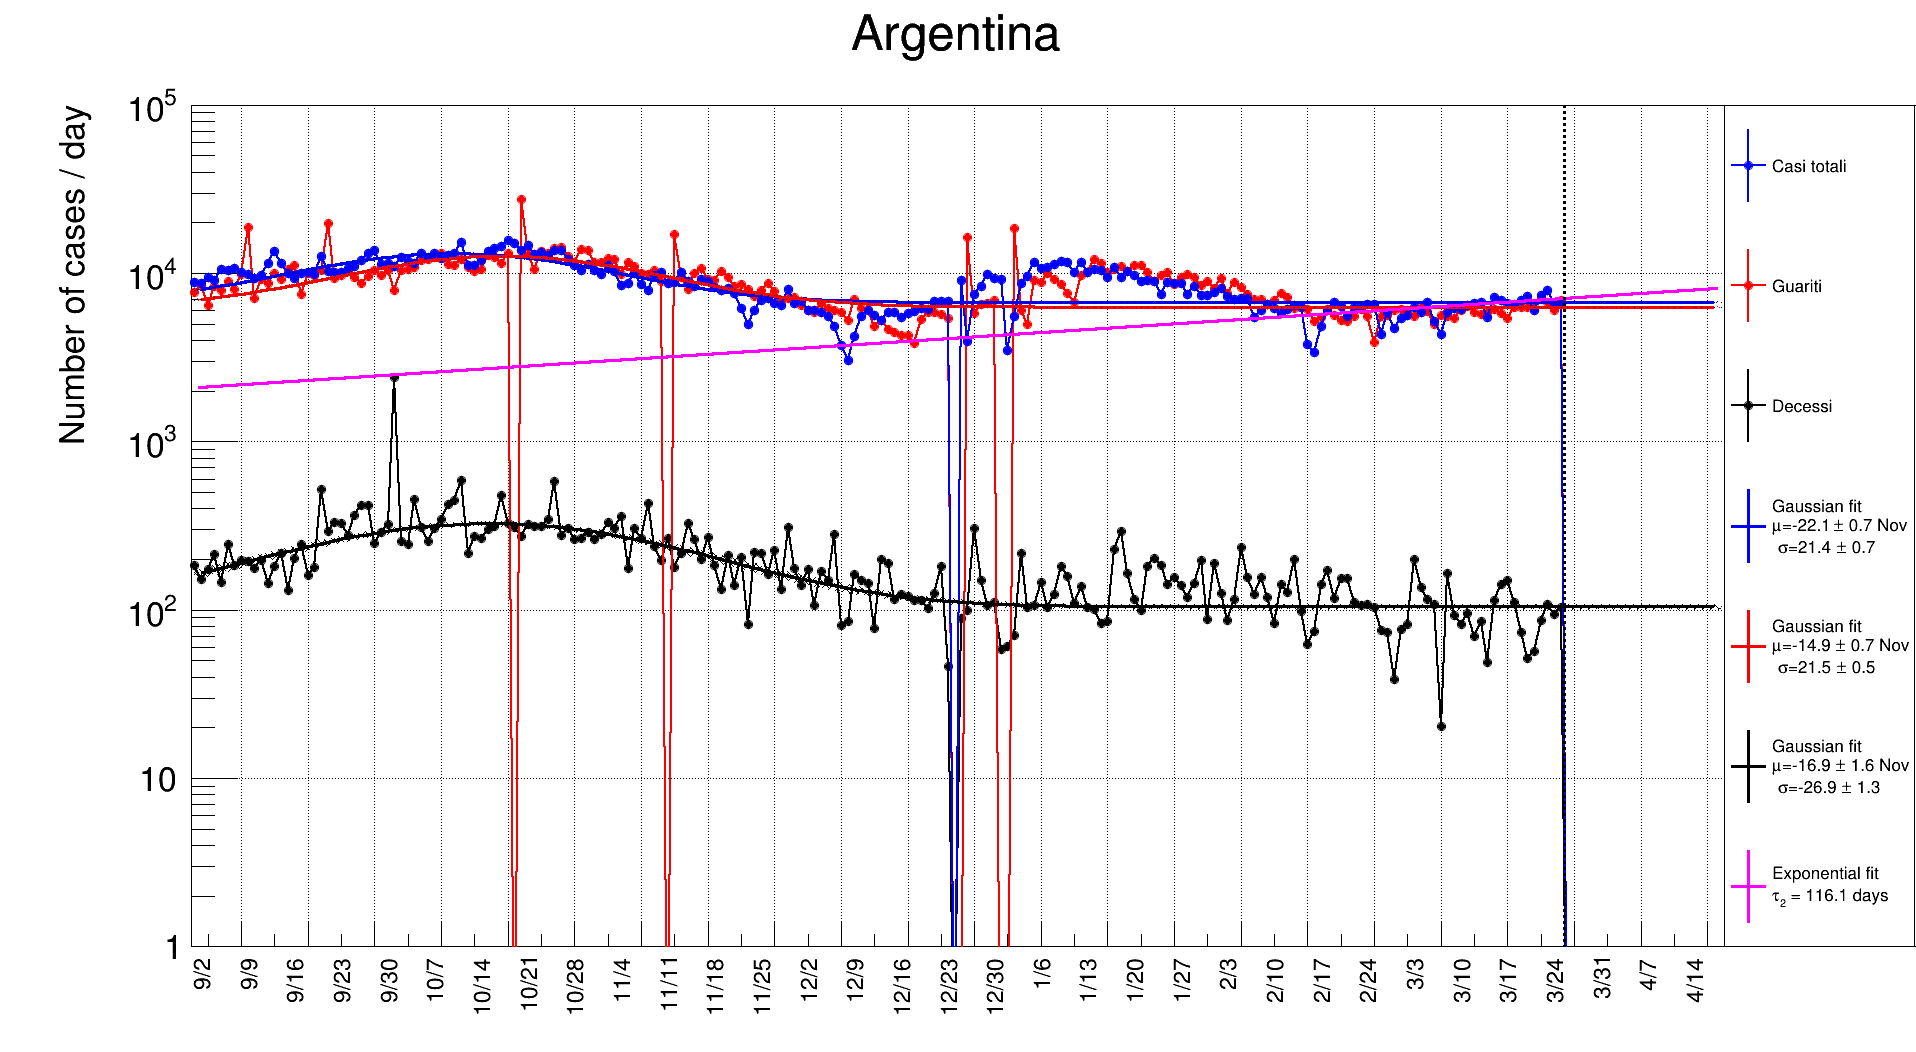 Argentina
Number of cases / day
10^5
10^4
10^3
10^2
10
1
9/2 9/9 9/16 9/23 9/30 10/7 10/14 10/21 10/28 11/4 11/11 11/18 11/25 12/2 12/9 12/16 12/23 12/30 1/6 1/13 1/20 1/27 2/3 2/10 2/17 2/24 3/3 3/10 3/17 3/24 3/31 4/7 4/14
Casi totali
Guariti
Decessi
Gaussian fit
μ=-22.1 ± 0.7 Nov
σ=21.4 ± 0.7
Gaussian fit
μ=-14.9 ± 0.7 Nov
σ=21.5 ± 0.5
Gaussian fit
μ=-16.9 ± 1.6 Nov
σ=-26.9 ± 1.3
Exponential fit
τ₂ = 116.1 days